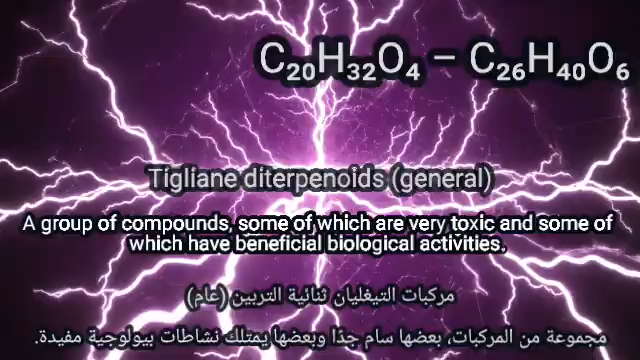 C₂₀H₃₂O₄ – C₂₆H₄₀O₆
Tigliane diterpenoids (general)
A group of compounds, some of which are very toxic and some of
which have beneficial biological activities.
مركبات التيغليان ثنائية التربين (عام)
مجموعة من المركبات، بعضها سام جدًا وبعضها يمتلك نشاطات بيولوجية مفيدة.